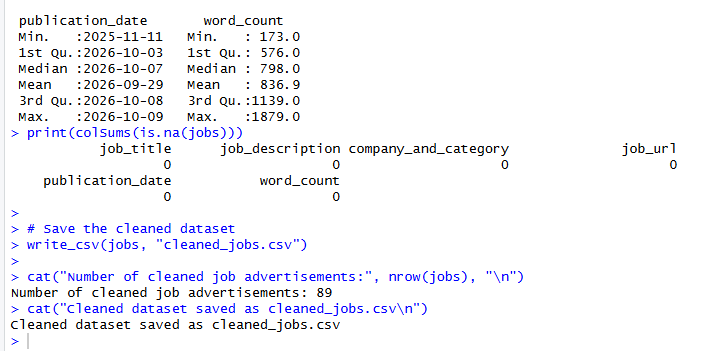 publication_date word_count
Min. :2025-11-11 Min. : 173.0
1st Qu.:2026-10-03 1st Qu.: 576.0
Median :2026-10-07 Median : 798.0
Mean :2026-09-29 Mean : 836.9
3rd Qu.:2026-10-08 3rd Qu.:1139.0
Max. :2026-10-09 Max. :1879.0
> print(colSums(is.na(jobs)))
job_title job_description company_and_category job_url
0 0 0 0
publication_date word_count
0 0
>
> # Save the cleaned dataset
> write_csv(jobs, "cleaned_jobs.csv")
>
> cat("Number of cleaned job advertisements:", nrow(jobs), "\n")
Number of cleaned job advertisements: 89
> cat("Cleaned dataset saved as cleaned_jobs.csv\n")
Cleaned dataset saved as cleaned_jobs.csv
>